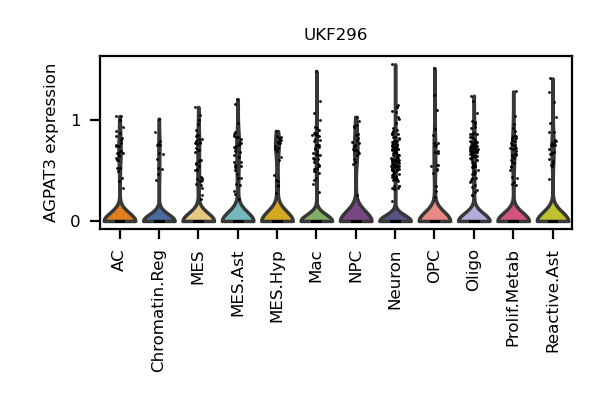 UKF296
AGPAT3 expression
1
0
AC
Chromatin.Reg
MES
MES.Ast
MES.Hyp
Mac
NPC
Neuron
OPC
Oligo
Prolif.Metab
Reactive.Ast